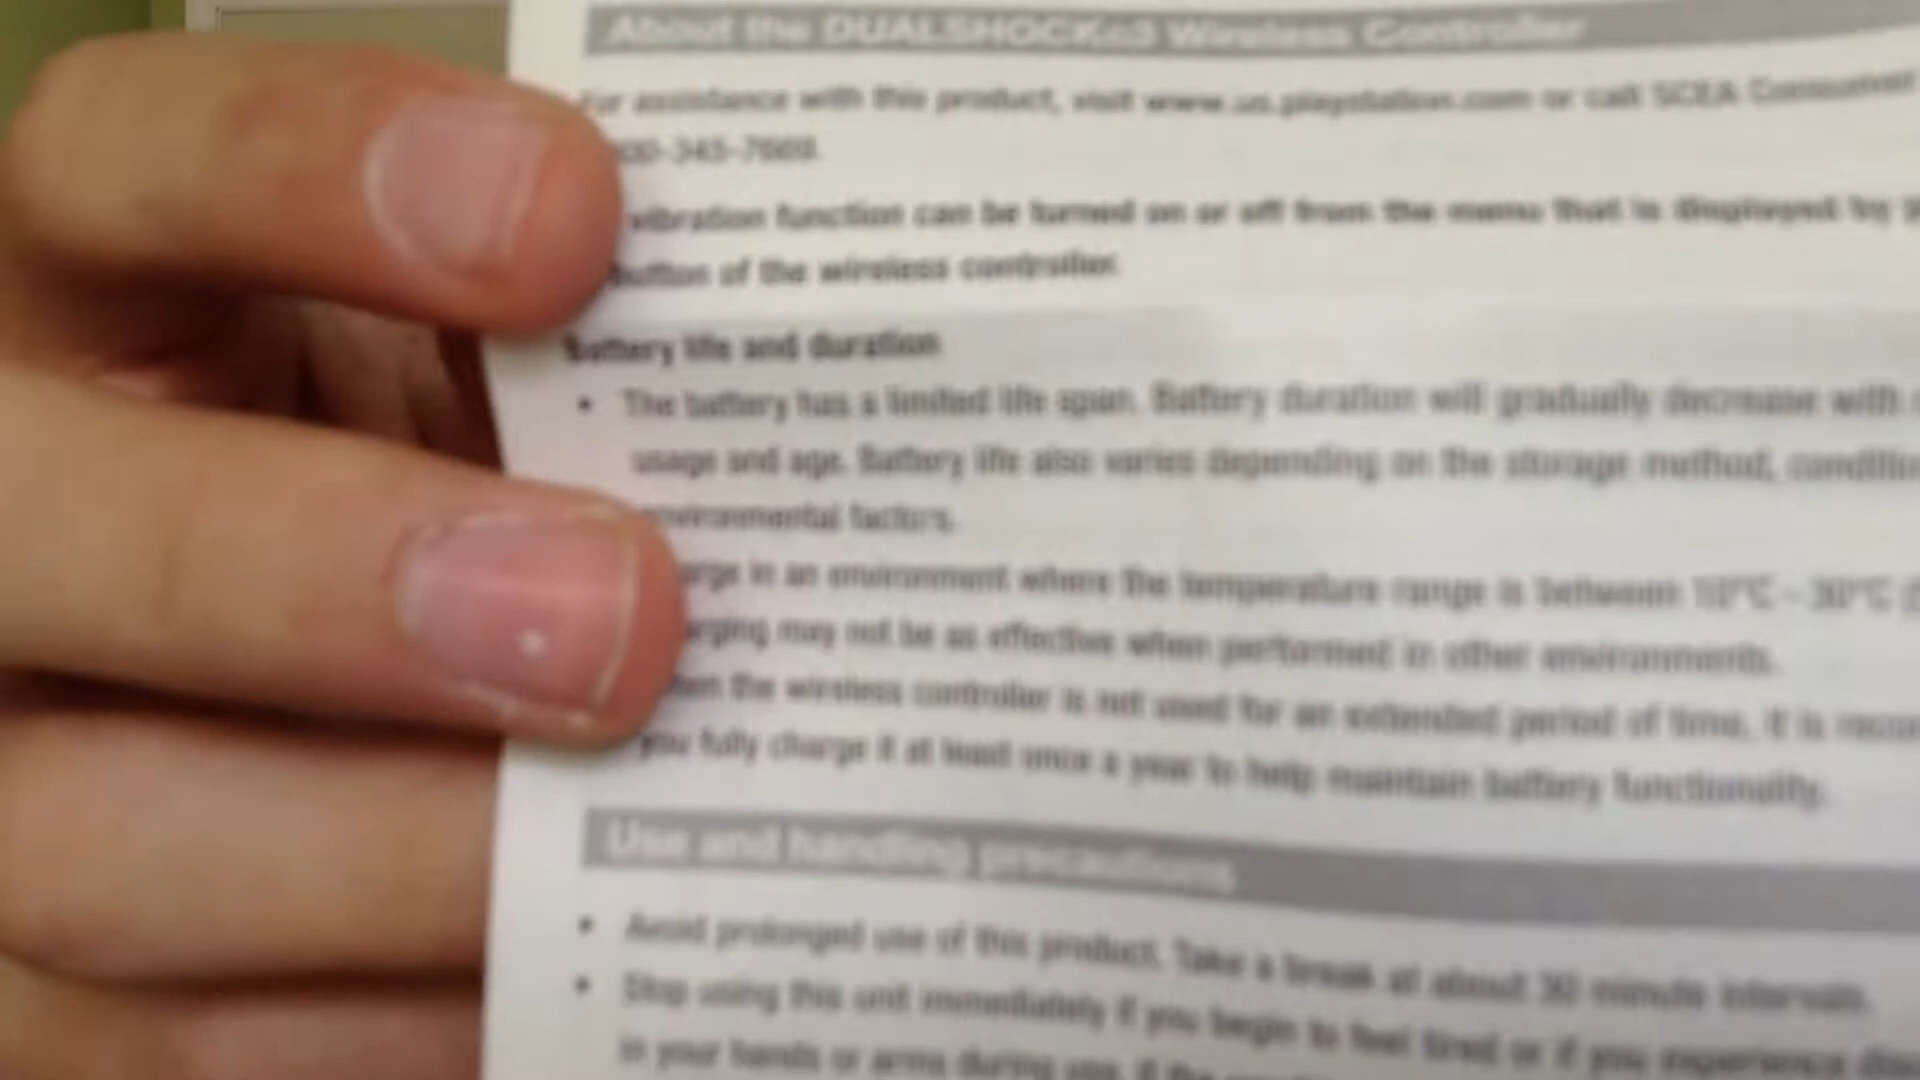 About the DUALSHOCK®3 Wireless Controller
For assistance with this product, visit www.us.playstation.com or call SCEA Consumer
00-345-7669.
vibration function can be turned on or off from the menu that is displayed by
button of the wireless controller.
Battery life and duration
• The battery has a limited life span. Battery duration will gradually decrease with
usage and age. Battery life also varies depending on the storage method,
environmental factors.
arge in an environment where the temperature range is between 10°C - 30°C
arging may not be as effective when performed in other environments.
en the wireless controller is not used for an extended period of time, it is
you fully charge it at least once a year to help maintain battery functionality.
Use and handling precautions
• Avoid prolonged use of this product. Take a break at about 30 minute intervals.
• Stop using this unit immediately if you begin to feel tired or if you experience
in your hands or arms during use. If the